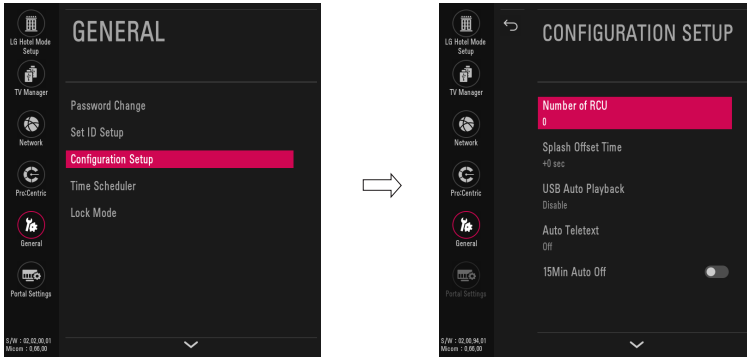 LG Hotel Mode
Setup
TV Manager
Network
Pro:Centric
General
Portal Settings
S/W : 02,02,00,01
Micom : 0,66,00
GENERAL
Password Change
Set ID Setup
Configuration Setup
Time Scheduler
Lock Mode
LG Hotel Mode
Setup
TV Manager
Network
Pro:Centric
General
Portal Settings
S/W : 02,00,94,01
Micom : 0,66,00
CONFIGURATION SETUP
Number of RCU
0
Splash Offset Time
+0 sec
USB Auto Playback
Disable
Auto Teletext
Off
15Min Auto Off